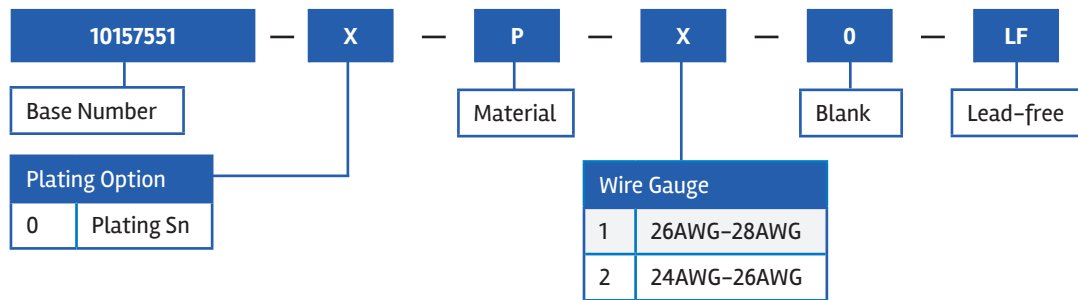 10157551 — X — P — X — 0 — LF
Base Number
Material
Blank
Lead-free
Plating Option
0 Plating Sn
Wire Gauge
1 26AWG-28AWG
2 24AWG-26AWG